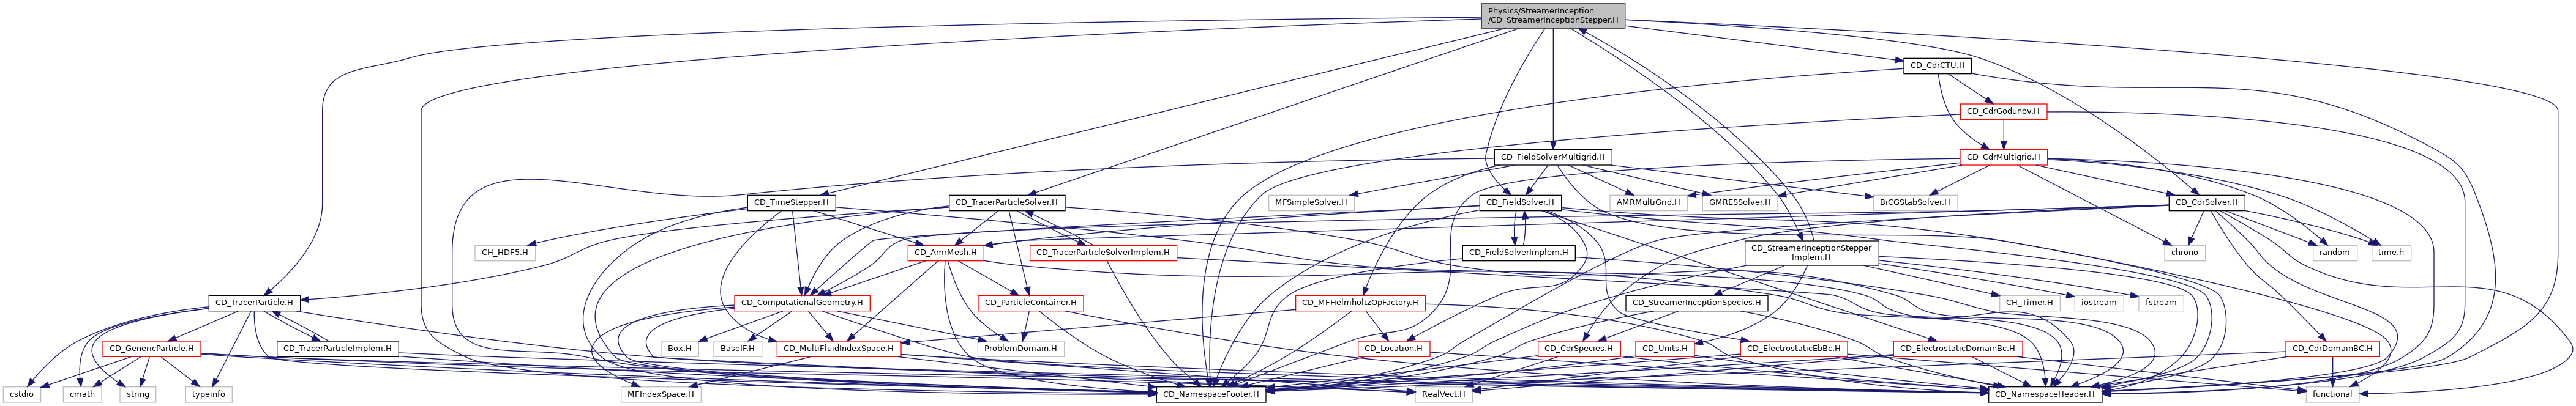 Physics/StreamerInception
/CD_StreamerInceptionStepper.H
CD_CdrCTU.H
CD_CdrGodunov.H
CD_FieldSolverMultigrid.H
CD_CdrMultigrid.H
CD_TimeStepper.H
CD_TracerParticleSolver.H
MFSimpleSolver.H
CD_FieldSolver.H
AMRMultiGrid.H
GMRESSolver.H
BiCGStabSolver.H
CD_CdrSolver.H
CH_HDF5.H
CD_AmrMesh.H
CD_TracerParticleSolverImplem.H
CD_FieldSolverImplem.H
CD_StreamerInceptionStepper
Implem.H
chrono
random
time.h
CD_TracerParticle.H
CD_ComputationalGeometry.H
CD_ParticleContainer.H
CD_MFHelmholtzOpFactory.H
CD_StreamerInceptionSpecies.H
CH_Timer.H
iostream
fstream
CD_GenericParticle.H
CD_TracerParticleImplem.H
Box.H
BaseIF.H
CD_MultiFluidIndexSpace.H
ProblemDomain.H
CD_Location.H
CD_CdrSpecies.H
CD_Units.H
CD_ElectrostaticEbBc.H
CD_ElectrostaticDomainBc.H
CD_CdrDomainBC.H
cstdio
cmath
string
typeinfo
MFIndexSpace.H
CD_NamespaceFooter.H
RealVect.H
CD_NamespaceHeader.H
functional